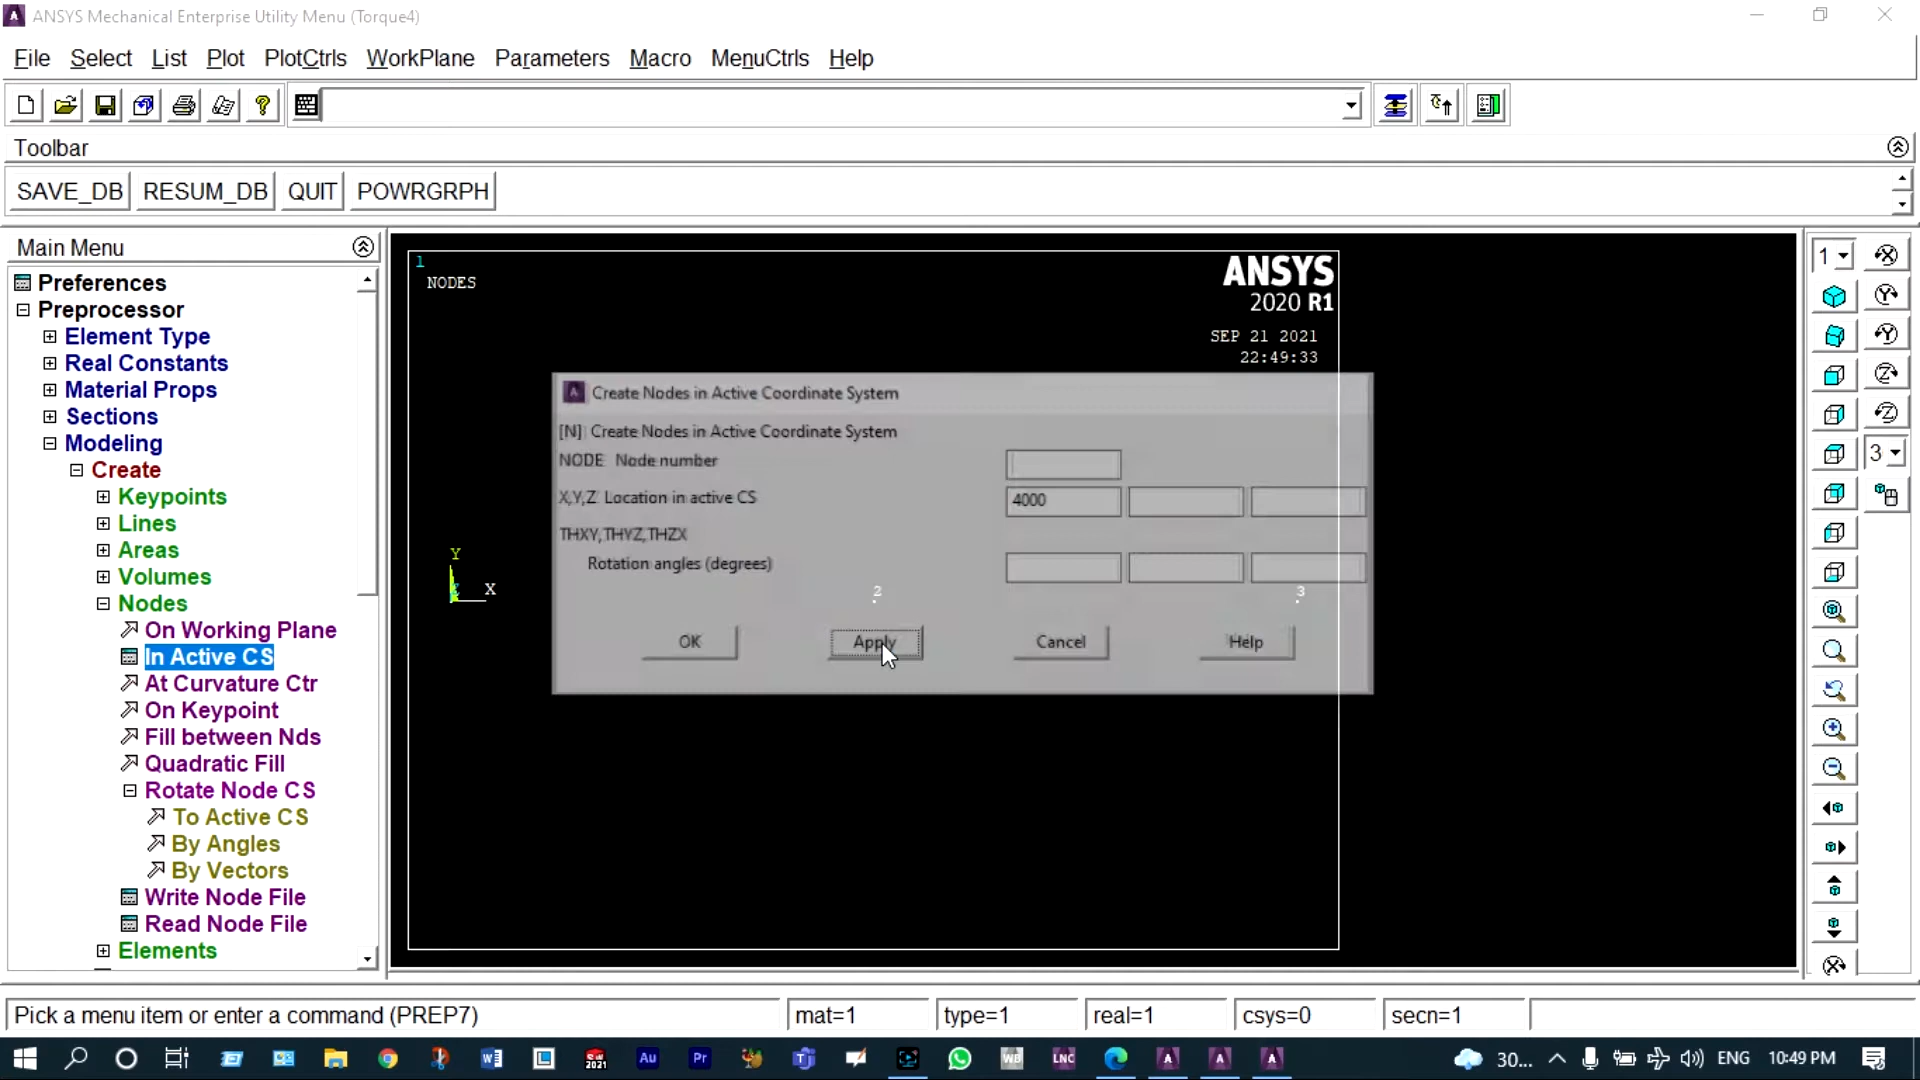 ANSYS Mechanical Enterprise Utility Menu (Torque4)
File Select List Plot PlotCtrls WorkPlane Parameters Macro MenuCtrls Help
Toolbar
SAVE_DB RESUM_DB QUIT POWRGRPH
Main Menu
Preferences
Preprocessor
Element Type
Real Constants
Material Props
Sections
Modeling
Create
Keypoints
Lines
Areas
Volumes
Nodes
On Working Plane
In Active CS
At Curvature Ctr
On Keypoint
Fill between Nds
Quadratic Fill
Rotate Node CS
To Active CS
By Angles
By Vectors
Write Node File
Read Node File
Elements
1
NODES
ANSYS
2020 R1
SEP 21 2021
22:49:33
Y
X
Create Nodes in Active Coordinate System
[N] Create Nodes in Active Coordinate System
NODE Node number
X,Y,Z Location in active CS 4000
THXY,THYZ,THZX
Rotation angles (degrees)
2 3
OK Apply Cancel Help
1
3
Pick a menu item or enter a command (PREP7) mat=1 type=1 real=1 csys=0 secn=1
SW 2021 Au Pr WB LNC 30... ENG 10:49 PM